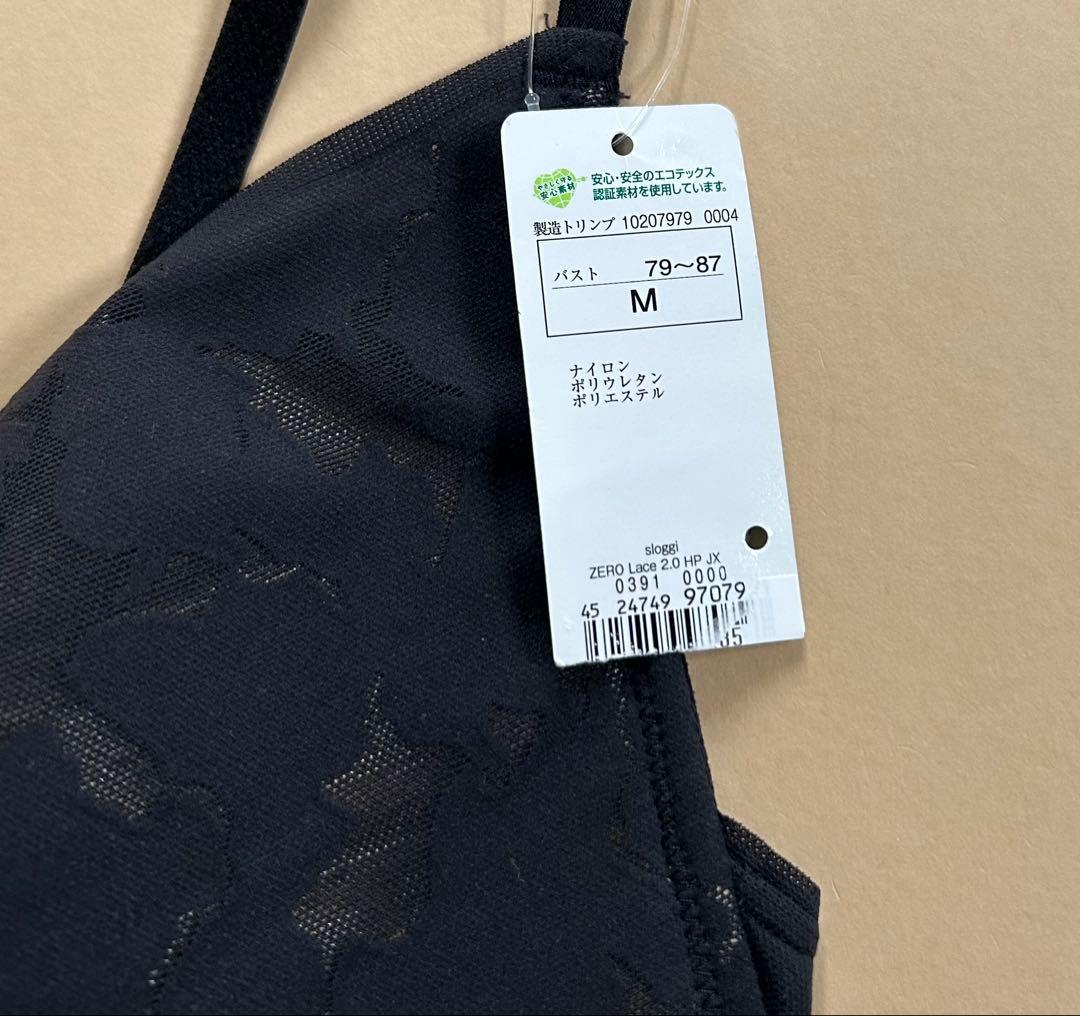 やさしく守る
安心素材
安心・安全のエコテックス
認証素材を使用しています。
製造トリンプ 10207979 0004
バスト 79〜87
M
ナイロン
ポリウレタン
ポリエステル
sloggi
ZERO Lace 2.0 HP JX
0391 0000
45 24749 97079
35